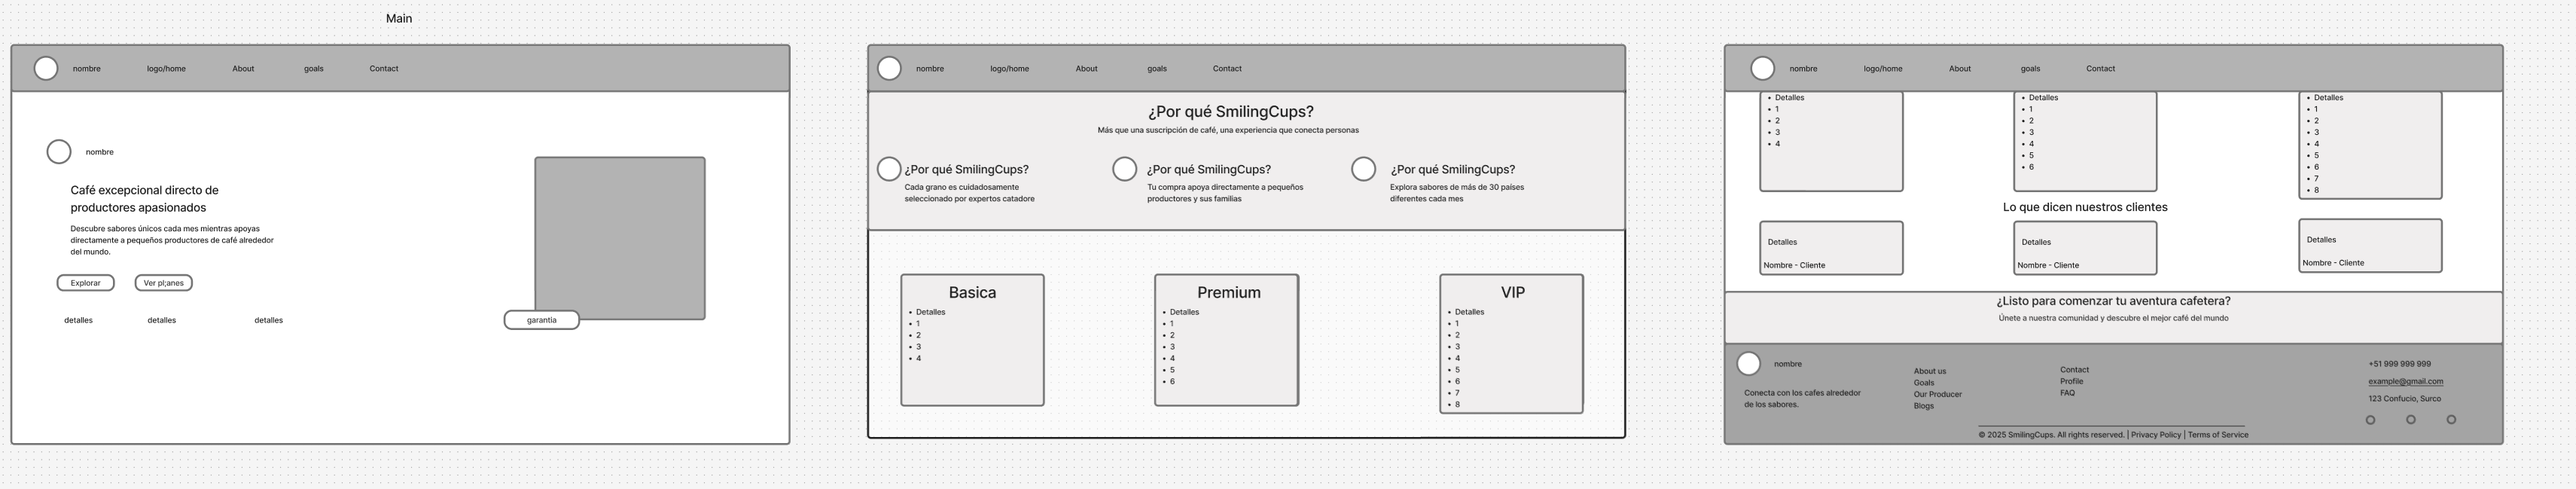 Main
nombre logo/home About goals Contact
nombre
Café excepcional directo de
productores apasionados
Descubre sabores únicos cada mes mientras apoyas
directamente a pequeños productores de café alrededor
del mundo.
Explorar Ver pl;anes
detalles detalles detalles
garantia
nombre logo/home About goals Contact
¿Por qué SmilingCups?
Más que una suscripción de café, una experiencia que conecta personas
¿Por qué SmilingCups?
Cada grano es cuidadosamente
seleccionado por expertos catadore
¿Por qué SmilingCups?
Tu compra apoya directamente a pequeños
productores y sus familias
¿Por qué SmilingCups?
Explora sabores de más de 30 países
diferentes cada mes
Basica
• Detalles
• 1
• 2
• 3
• 4
Premium
• Detalles
• 1
• 2
• 3
• 4
• 5
• 6
VIP
• Detalles
• 1
• 2
• 3
• 4
• 5
• 6
• 7
• 8
nombre logo/home About goals Contact
• Detalles
• 1
• 2
• 3
• 4
• Detalles
• 1
• 2
• 3
• 4
• 5
• 6
• Detalles
• 1
• 2
• 3
• 4
• 5
• 6
• 7
• 8
Lo que dicen nuestros clientes
Detalles
Nombre - Cliente
Detalles
Nombre - Cliente
Detalles
Nombre - Cliente
¿Listo para comenzar tu aventura cafetera?
Únete a nuestra comunidad y descubre el mejor café del mundo
nombre
Conecta con los cafes alrededor
de los sabores.
About us
Goals
Our Producer
Blogs
Contact
Profile
FAQ
+51 999 999 999
example@gmail.com
123 Confucio, Surco
© 2025 SmilingCups. All rights reserved. | Privacy Policy | Terms of Service